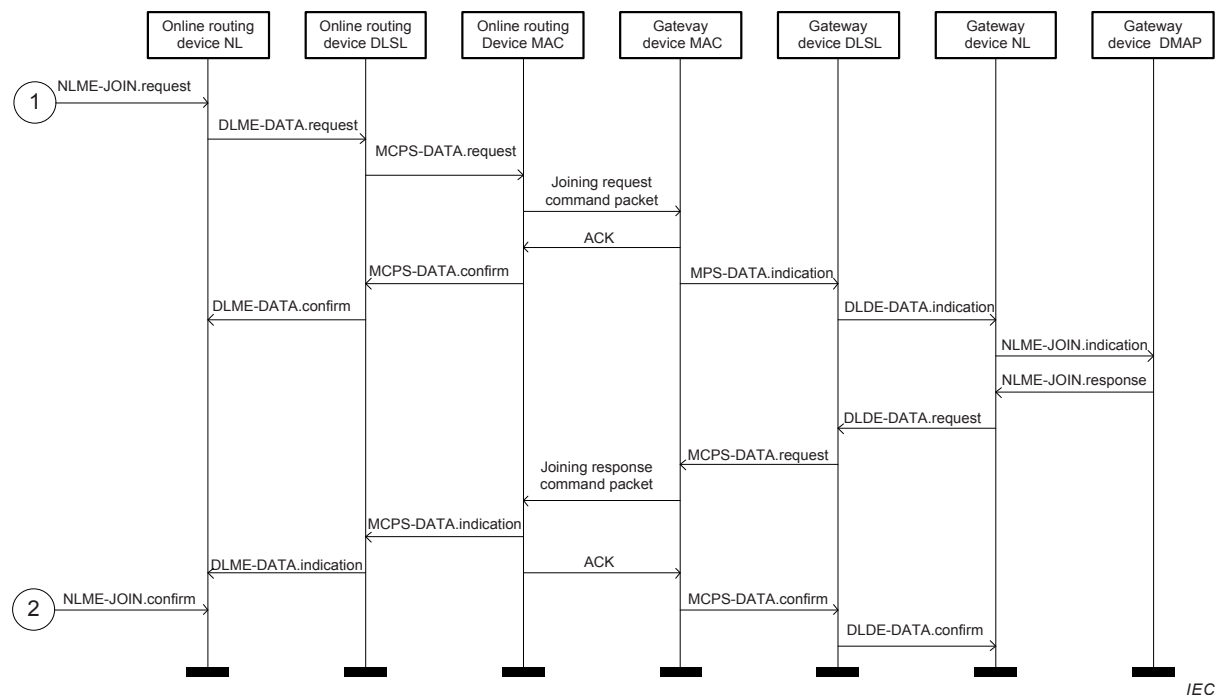 Online routing
device NL
Online routing
device DLSL
Online routing
Device MAC
Gatevay
device MAC
Gateway
device DLSL
Gateway
device NL
Gateway
device DMAP
1
NLME-JOIN.request
DLME-DATA.request
MCPS-DATA.request
Joining request
command packet
ACK
MCPS-DATA.confirm
MPS-DATA.indication
DLME-DATA.confirm
DLDE-DATA.indication
NLME-JOIN.indication
NLME-JOIN.response
DLDE-DATA.request
MCPS-DATA.request
Joining response
command packet
MCPS-DATA.indication
DLME-DATA.indication
ACK
2
NLME-JOIN.confirm
MCPS-DATA.confirm
DLDE-DATA.confirm
IEC